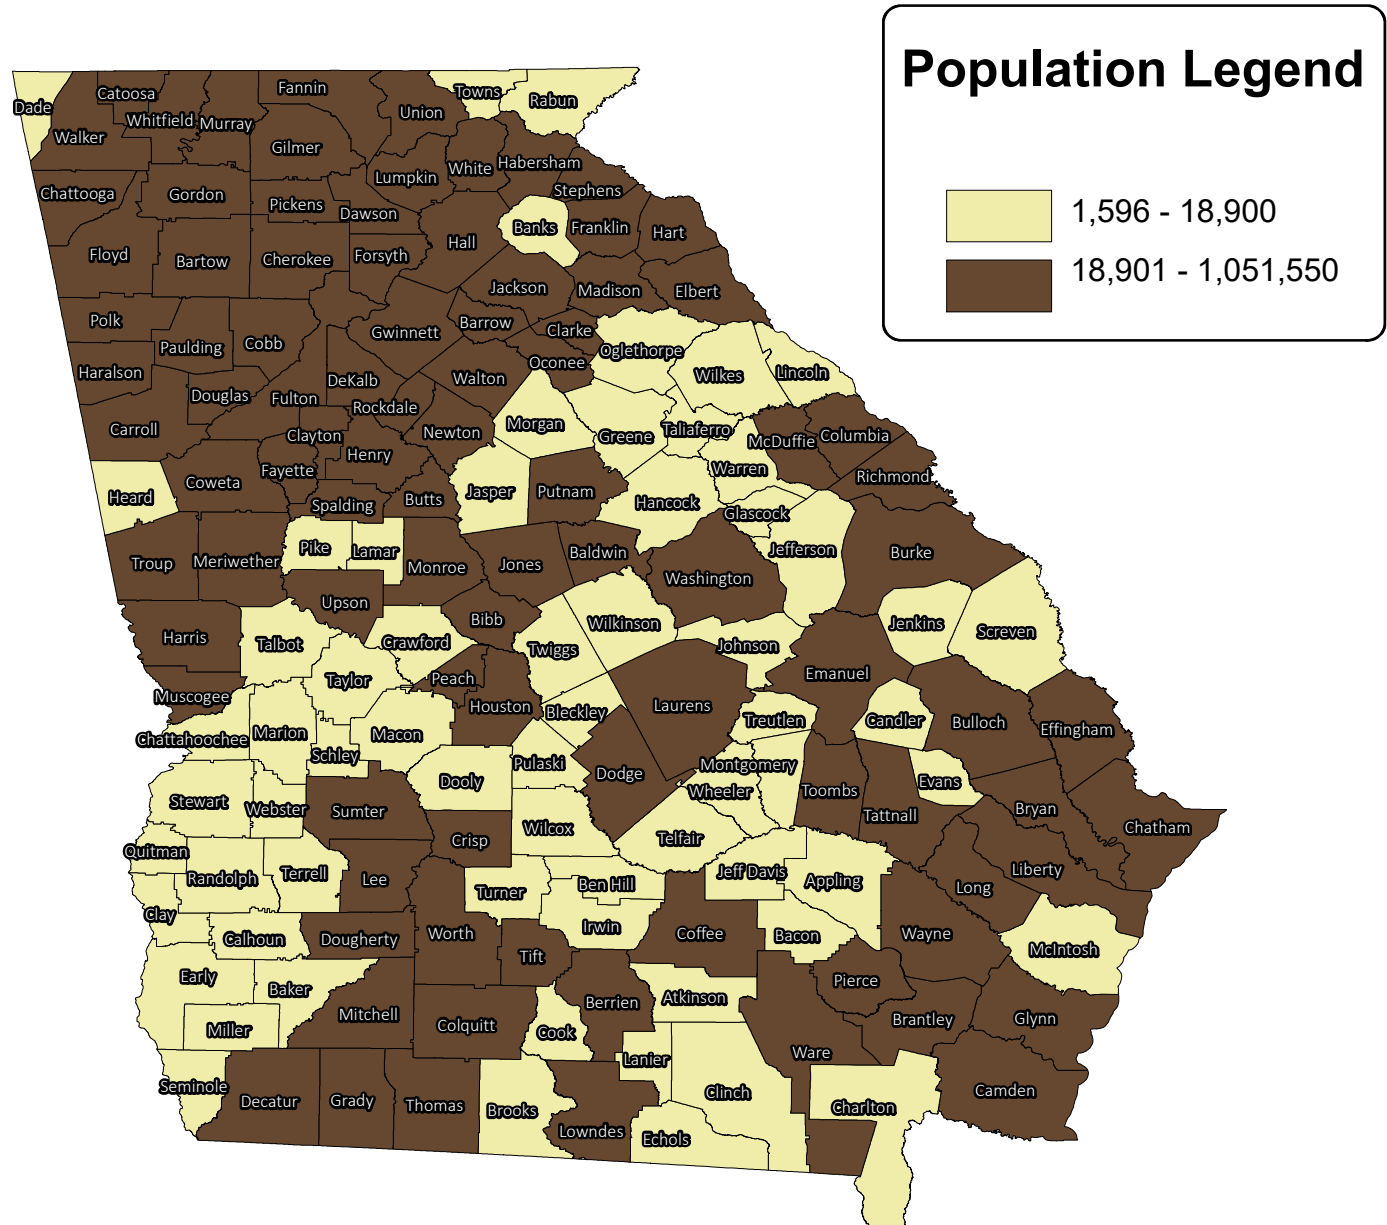 Population Legend
1,596 - 18,900
18,901 - 1,051,550
Dade
Catoosa
Fannin
Towns
Rabun
Walker
Whitfield
Murray
Union
Gilmer
White
Habersham
Lumpkin
Stephens
Chattooga
Gordon
Pickens
Dawson
Banks
Franklin
Hart
Hall
Floyd
Bartow
Cherokee
Forsyth
Jackson
Madison
Elbert
Polk
Paulding
Cobb
Gwinnett
Barrow
Clarke
Oglethorpe
Oconee
Wilkes
Lincoln
Haralson
Douglas
Fulton
DeKalb
Rockdale
Walton
Carroll
Clayton
Newton
Morgan
Greene
Taliaferro
McDuffie
Columbia
Henry
Fayette
Warren
Richmond
Heard
Coweta
Spalding
Butts
Jasper
Putnam
Hancock
Glascock
Troup
Meriwether
Pike
Lamar
Monroe
Jones
Baldwin
Washington
Jefferson
Burke
Upson
Bibb
Wilkinson
Jenkins
Screven
Harris
Talbot
Crawford
Twiggs
Johnson
Emanuel
Muscogee
Taylor
Peach
Houston
Bleckley
Laurens
Treutlen
Candler
Bulloch
Effingham
Chattahoochee
Marion
Schley
Macon
Dooly
Pulaski
Dodge
Montgomery
Wheeler
Toombs
Evans
Tattnall
Bryan
Chatham
Stewart
Webster
Sumter
Crisp
Wilcox
Telfair
Quitman
Randolph
Terrell
Lee
Turner
Ben Hill
Jeff Davis
Appling
Long
Liberty
Clay
Calhoun
Dougherty
Worth
Tift
Irwin
Coffee
Bacon
Wayne
McIntosh
Early
Baker
Miller
Mitchell
Colquitt
Cook
Berrien
Atkinson
Pierce
Brantley
Glynn
Seminole
Decatur
Grady
Thomas
Brooks
Lanier
Lowndes
Clinch
Echols
Ware
Charlton
Camden